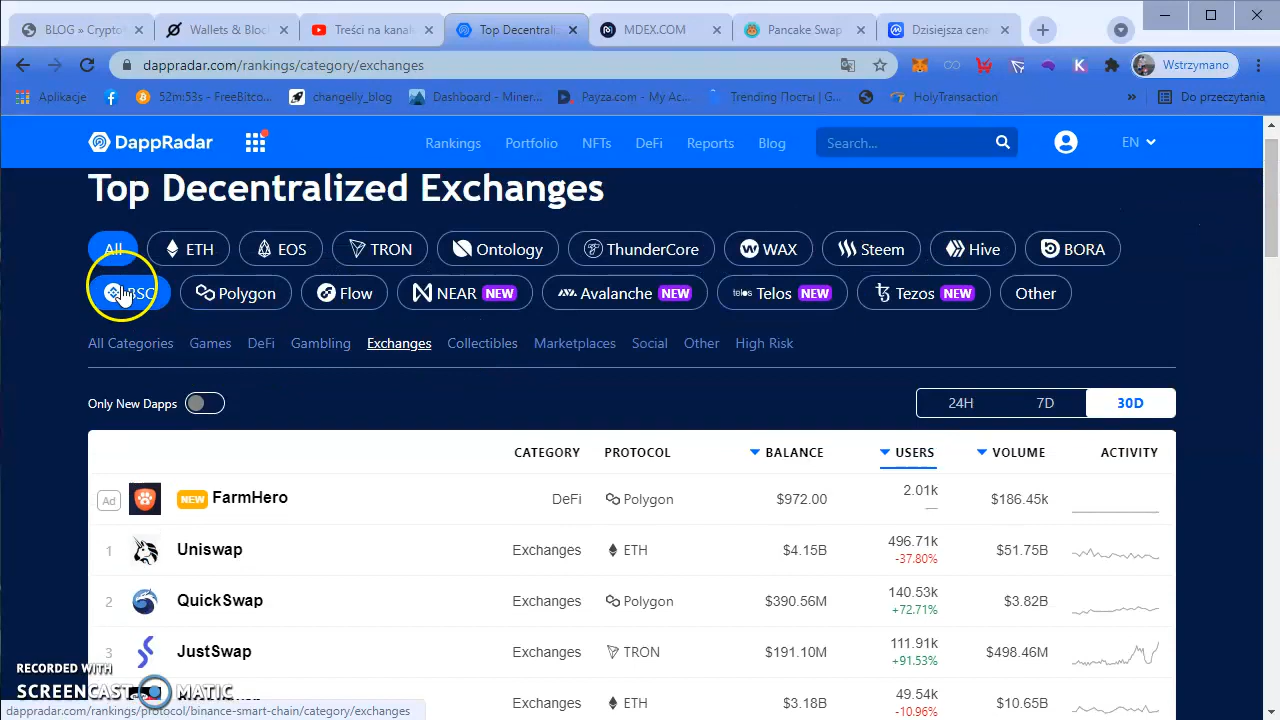 BLOG » Crypto
Wallets & Bloc
Treści na kanal
Top Decentrali
MDEX.COM
Pancake Swap
Dzisiejsza cen
dappradar.com/rankings/category/exchanges
Wstrzymano
Aplikacje
52m:53s - FreeBitco...
changelly_blog
Dashboard - Miner...
Payza.com - My Ac...
Trending Посты | G...
HolyTransaction
»
Do przeczytania
DappRadar
Rankings
Portfolio
NFTs
DeFi
Reports
Blog
Search...
EN
Top Decentralized Exchanges
All
ETH
EOS
TRON
Ontology
ThunderCore
WAX
Steem
Hive
BORA
BSC
Polygon
Flow
NEAR NEW
Avalanche NEW
Telos NEW
Tezos NEW
Other
All Categories
Games
DeFi
Gambling
Exchanges
Collectibles
Marketplaces
Social
Other
High Risk
Only New Dapps
24H
7D
30D
CATEGORY
PROTOCOL
BALANCE
USERS
VOLUME
ACTIVITY
Ad NEW FarmHero DeFi Polygon $972.00 2.01k — $186.45k
1 Uniswap Exchanges ETH $4.15B 496.71k -37.80% $51.75B
2 QuickSwap Exchanges Polygon $390.56M 140.53k +72.71% $3.82B
3 JustSwap Exchanges TRON $191.10M 111.91k +91.53% $498.46M
Exchanges ETH $3.18B 49.54k -10.96% $10.65B
RECORDED WITH
SCREENCAST MATIC
dappradar.com/rankings/protocol/binance-smart-chain/category/exchanges